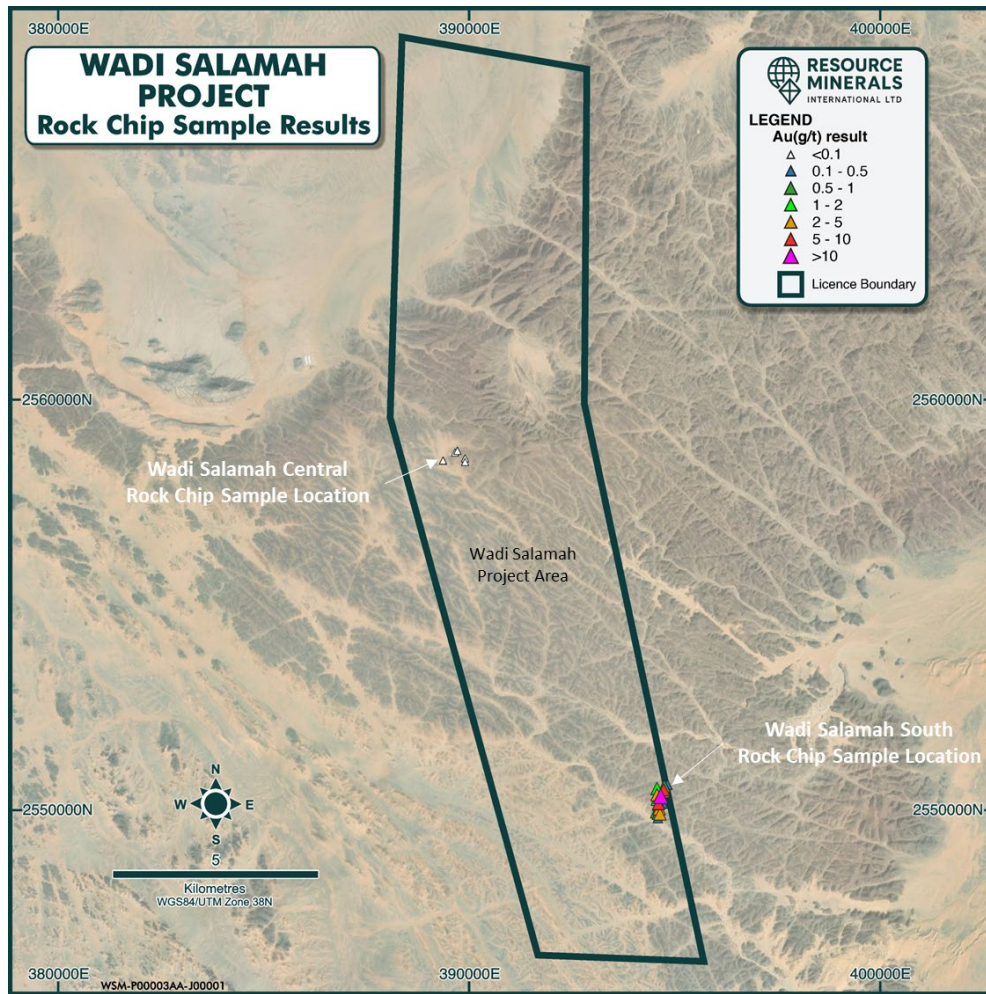 380000E
390000E
400000E
WADI SALAMAH
PROJECT
Rock Chip Sample Results
RESOURCE
MINERALS
INTERNATIONAL LTD
LEGEND
Au(g/t) result
<0.1
0.1 - 0.5
0.5 - 1
1 - 2
2 - 5
5 - 10
>10
Licence Boundary
2560000N
2560000N
Wadi Salamah Central
Rock Chip Sample Location
Wadi Salamah
Project Area
Wadi Salamah South
Rock Chip Sample Location
N
W
E
S
2550000N
2550000N
5
Kilometres
WGS84/UTM Zone 38N
380000E
390000E
400000E
WSM-P00003AA-J00001